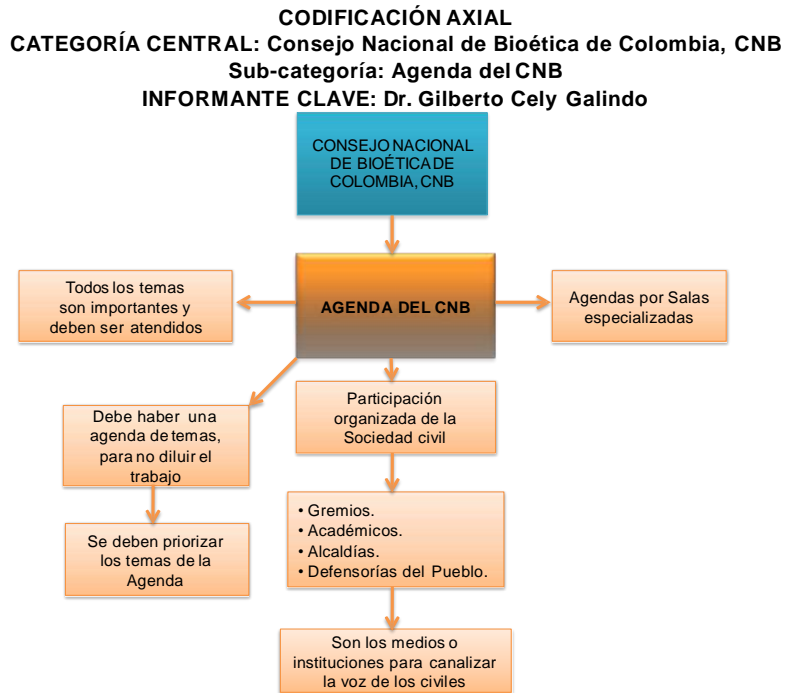 CODIFICACIÓN AXIAL
CATEGORÍA CENTRAL: Consejo Nacional de Bioética de Colombia, CNB
Sub-categoría: Agenda del CNB
INFORMANTE CLAVE: Dr. Gilberto Cely Galindo
CONSEJO NACIONAL
DE BIOÉTICA DE
COLOMBIA, CNB
Todos los temas
son importantes y
deben ser atendidos
AGENDA DEL CNB
Agendas por Salas
especializadas
Debe haber una
agenda de temas,
para no diluir el
trabajo
Participación
organizada de la
Sociedad civil
Se deben priorizar
los temas de la
Agenda
• Gremios.
• Académicos.
• Alcaldías.
• Defensorías del Pueblo.
Son los medios o
instituciones para canalizar
la voz de los civiles